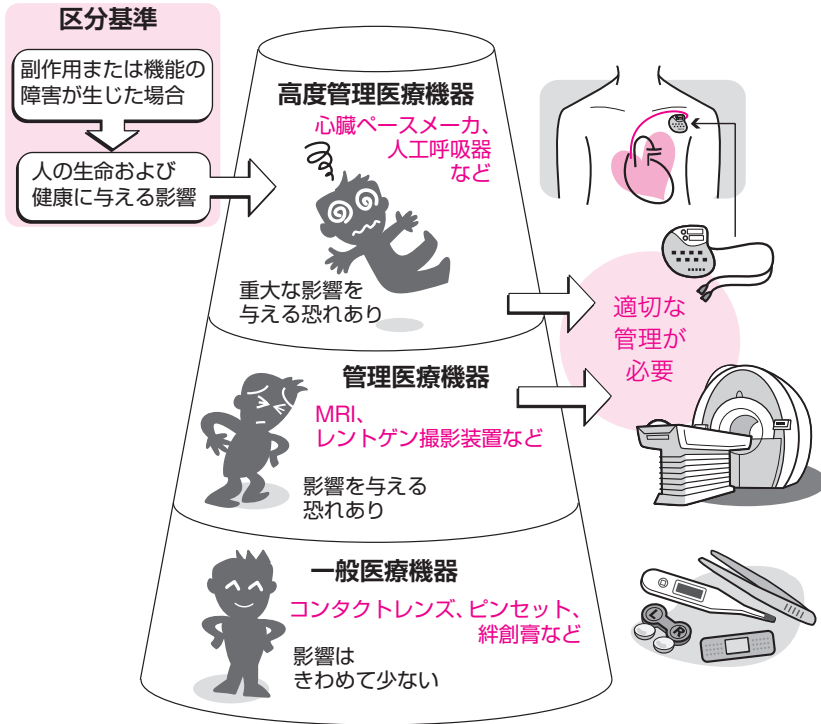 区分基準
副作用または機能の
障害が生じた場合
人の生命および
健康に与える影響
高度管理医療機器
心臓ペースメーカ、
人工呼吸器
など
重大な影響を
与える恐れあり
適切な
管理が
必要
管理医療機器
MRI、
レントゲン撮影装置など
影響を与える
恐れあり
一般医療機器
コンタクトレンズ、ピンセット、
絆創膏など
影響は
きわめて少ない
L
R